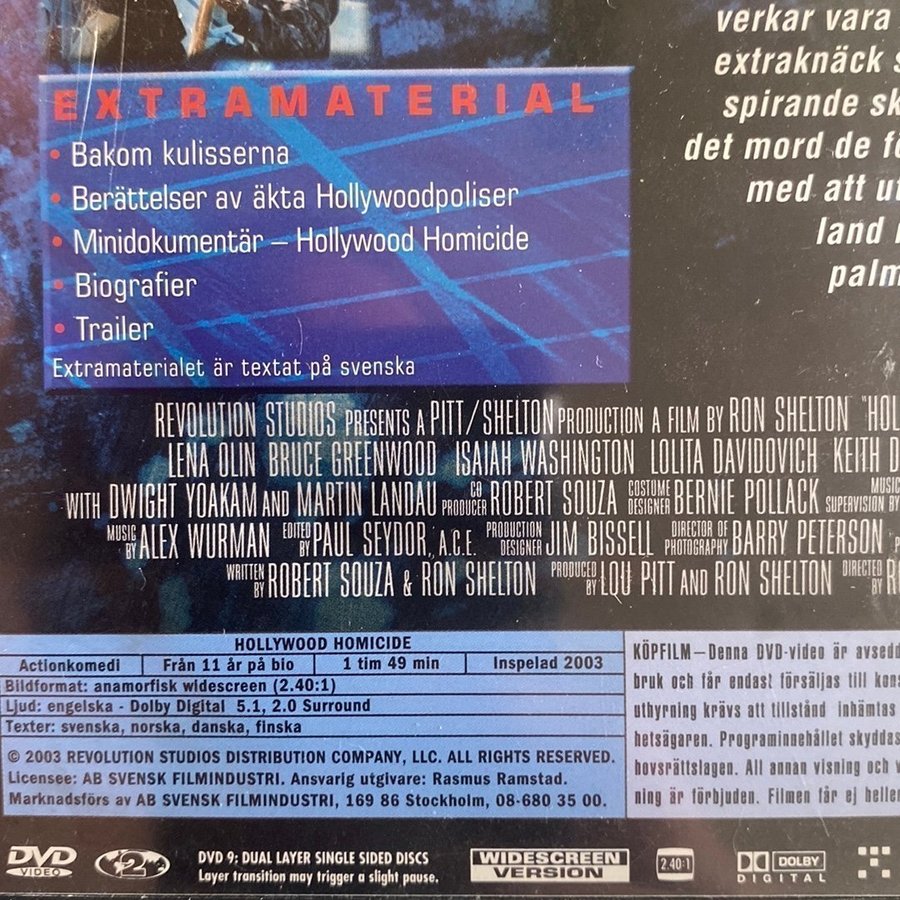 verkar vara
extraknäck
spirande
det mord de
med att
land
EXTRAMATERIAL
• Bakom kulisserna
• Berättelser av äkta Hollywoodpoliser
• Minidokumentär – Hollywood Homicide
• Biografier
• Trailer
Extramaterialet är textat på svenska
REVOLUTION STUDIOS PRESENTS A PITT/SHELTON PRODUCTION A FILM BY RON SHELTON
LENA OLIN BRUCE GREENWOOD ISAIAH WASHINGTON LOLITA DAVIDOVICH KEITH
WITH DWIGHT YOAKAM AND MARTIN LANDAU CO PRODUCER ROBERT SOUZA COSTUME DESIGNER BERNIE POLLACK MUSIC SUPERVISION BY
MUSIC BY ALEX WURMAN EDITED BY PAUL SEYDOR, A.C.E. PRODUCTION DESIGNER JIM BISSELL DIRECTOR OF PHOTOGRAPHY BARRY PETERSON
WRITTEN BY ROBERT SOUZA & RON SHELTON PRODUCED BY LOU PITT AND RON SHELTON DIRECTED BY
HOLLYWOOD HOMICIDE
Actionkomedi Från 11 år på bio 1 tim 49 min Inspelad 2003
Bildformat: anamorfisk widescreen (2.40:1)
Ljud: engelska - Dolby Digital 5.1, 2.0 Surround
Texter: svenska, norska, danska, finska
© 2003 REVOLUTION STUDIOS DISTRIBUTION COMPANY, LLC. ALL RIGHTS RESERVED.
Licensee: AB SVENSK FILMINDUSTRI. Ansvarig utgivare: Rasmus Ramstad.
Marknadsförs av AB SVENSK FILMINDUSTRI, 169 86 Stockholm, 08-680 35 00.
KÖPFILM – Denna DVD-video är
bruk och får endast försäljas till
uthyrning krävs att tillstånd inhämtas
hetsägaren. Programinnehållet
hovsrättslagen. All annan visning och
ning är förbjuden. Filmen får ej heller
DVD VIDEO
2
DVD 9: DUAL LAYER SINGLE SIDED DISCS
Layer transition may trigger a slight pause.
WIDESCREEN VERSION
2.40:1
DOLBY DIGITAL